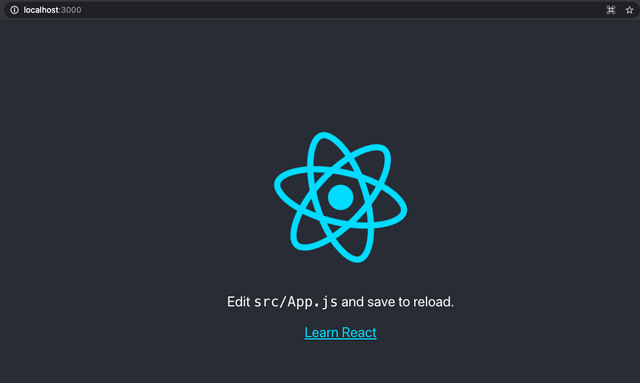 localhost:3000
Edit src/App.js and save to reload.
Learn React